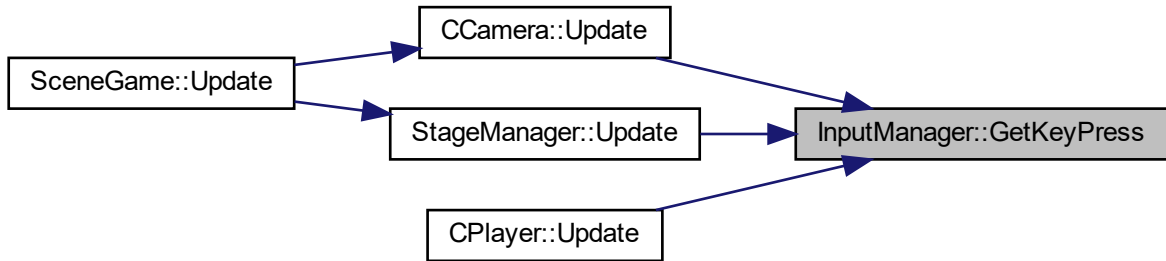 CCamera::Update
SceneGame::Update
StageManager::Update
InputManager::GetKeyPress
CPlayer::Update